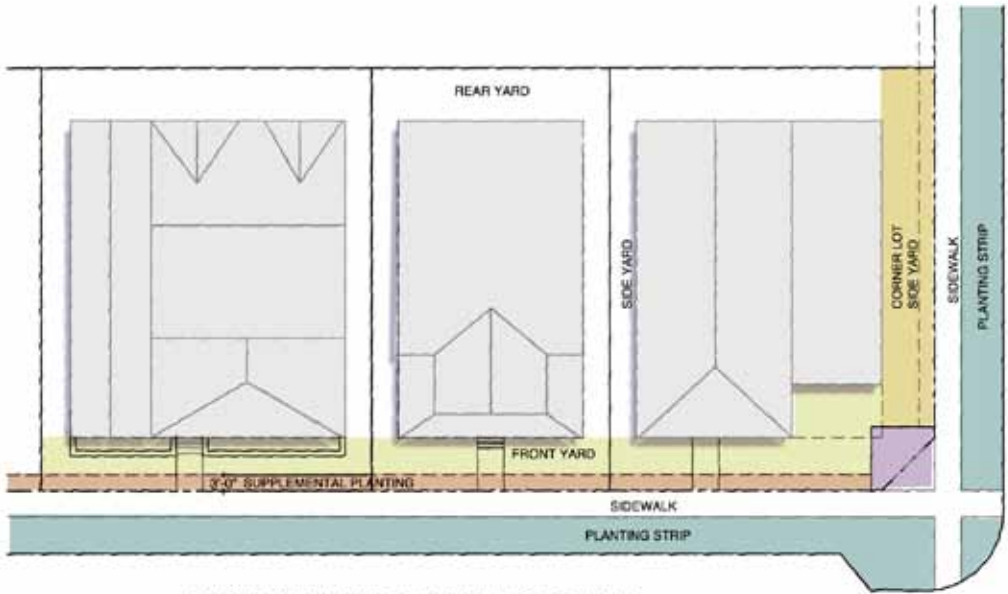 REAR YARD
SIDE YARD
CORNER LOT
SIDE YARD
SIDEWALK
PLANTING STRIP
FRONT YARD
3'-0" SUPPLEMENTAL PLANTING
SIDEWALK
PLANTING STRIP